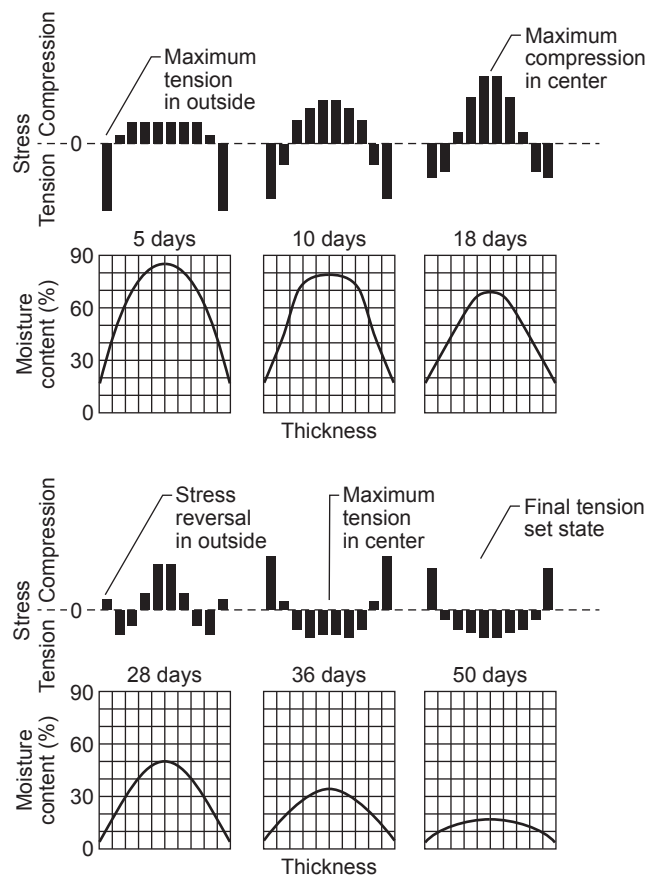 Maximum
tension
in outside
Maximum
compression
in center
Stress
Tension Compression
0
5 days
10 days
18 days
Moisture
content (%)
90
60
30
0
Thickness
Stress
reversal
in outside
Maximum
tension
in center
Final tension
set state
Stress
Tension Compression
0
28 days
36 days
50 days
Moisture
content (%)
90
60
30
0
Thickness